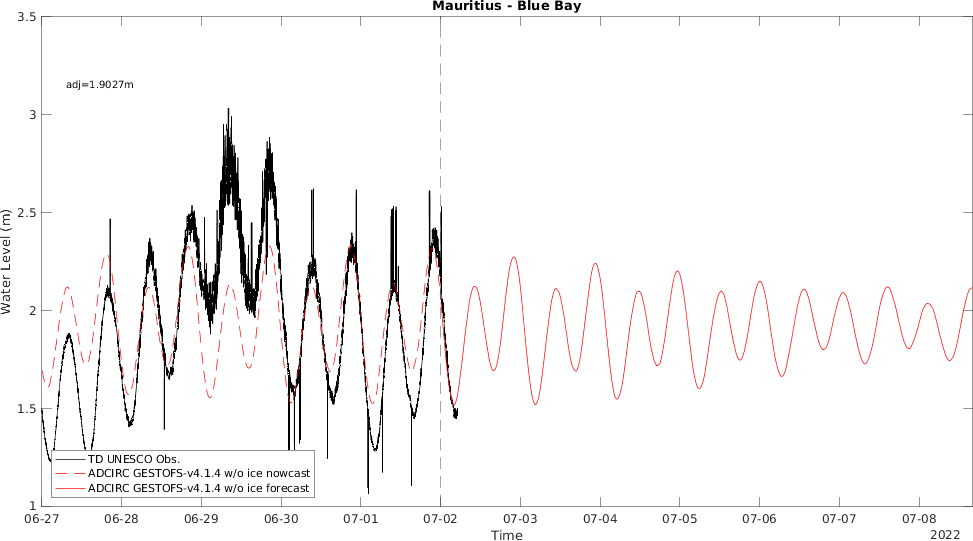 Mauritius - Blue Bay
3.5
3
2.5
2
1.5
1
Water Level (m)
adj=1.9027m
TD UNESCO Obs.
ADCIRC GESTOFS-v4.1.4 w/o ice nowcast
ADCIRC GESTOFS-v4.1.4 w/o ice forecast
06-27 06-28 06-29 06-30 07-01 07-02 07-03 07-04 07-05 07-06 07-07 07-08
Time
2022